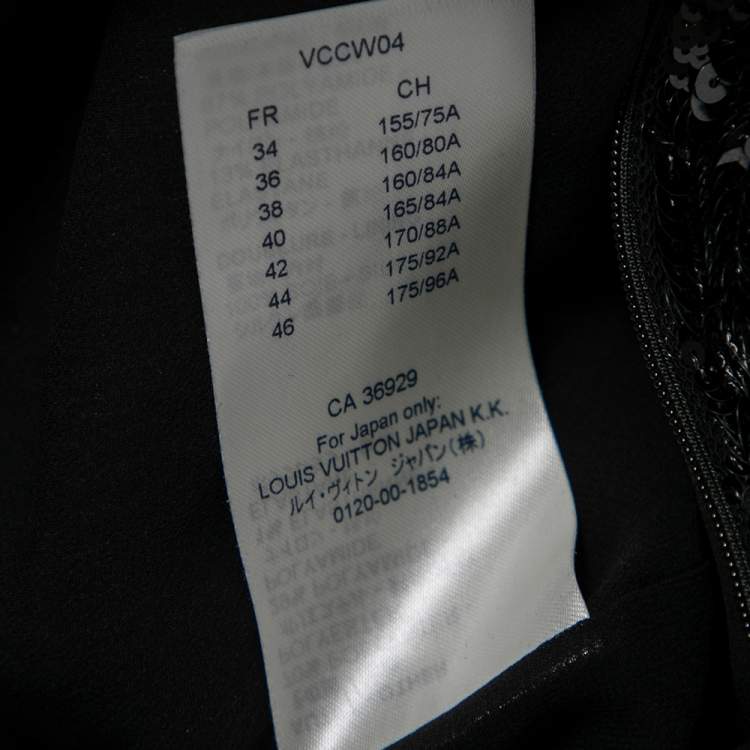 VCCW04
FR CH
34 155/75A
36 160/80A
38 160/84A
40 165/84A
42 170/88A
44 175/92A
46 175/96A
CA 36929
For Japan only:
LOUIS VUITTON JAPAN K.K.
ルイ・ヴィトン ジャパン(株)
0120-00-1854